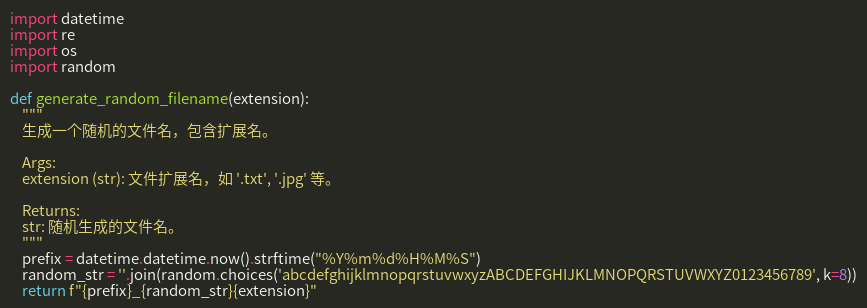 import datetime
import re
import os
import random

def generate_random_filename(extension):
    """
    生成一个随机的文件名，包含扩展名。

    Args:
    extension (str): 文件扩展名，如 '.txt', '.jpg' 等。

    Returns:
    str: 随机生成的文件名。
    """
    prefix = datetime.datetime.now().strftime("%Y%m%d%H%M%S")
    random_str = ''.join(random.choices('abcdefghijklmnopqrstuvwxyzABCDEFGHIJKLMNOPQRSTUVWXYZ0123456789', k=8))
    return f"{prefix}_{random_str}{extension}"